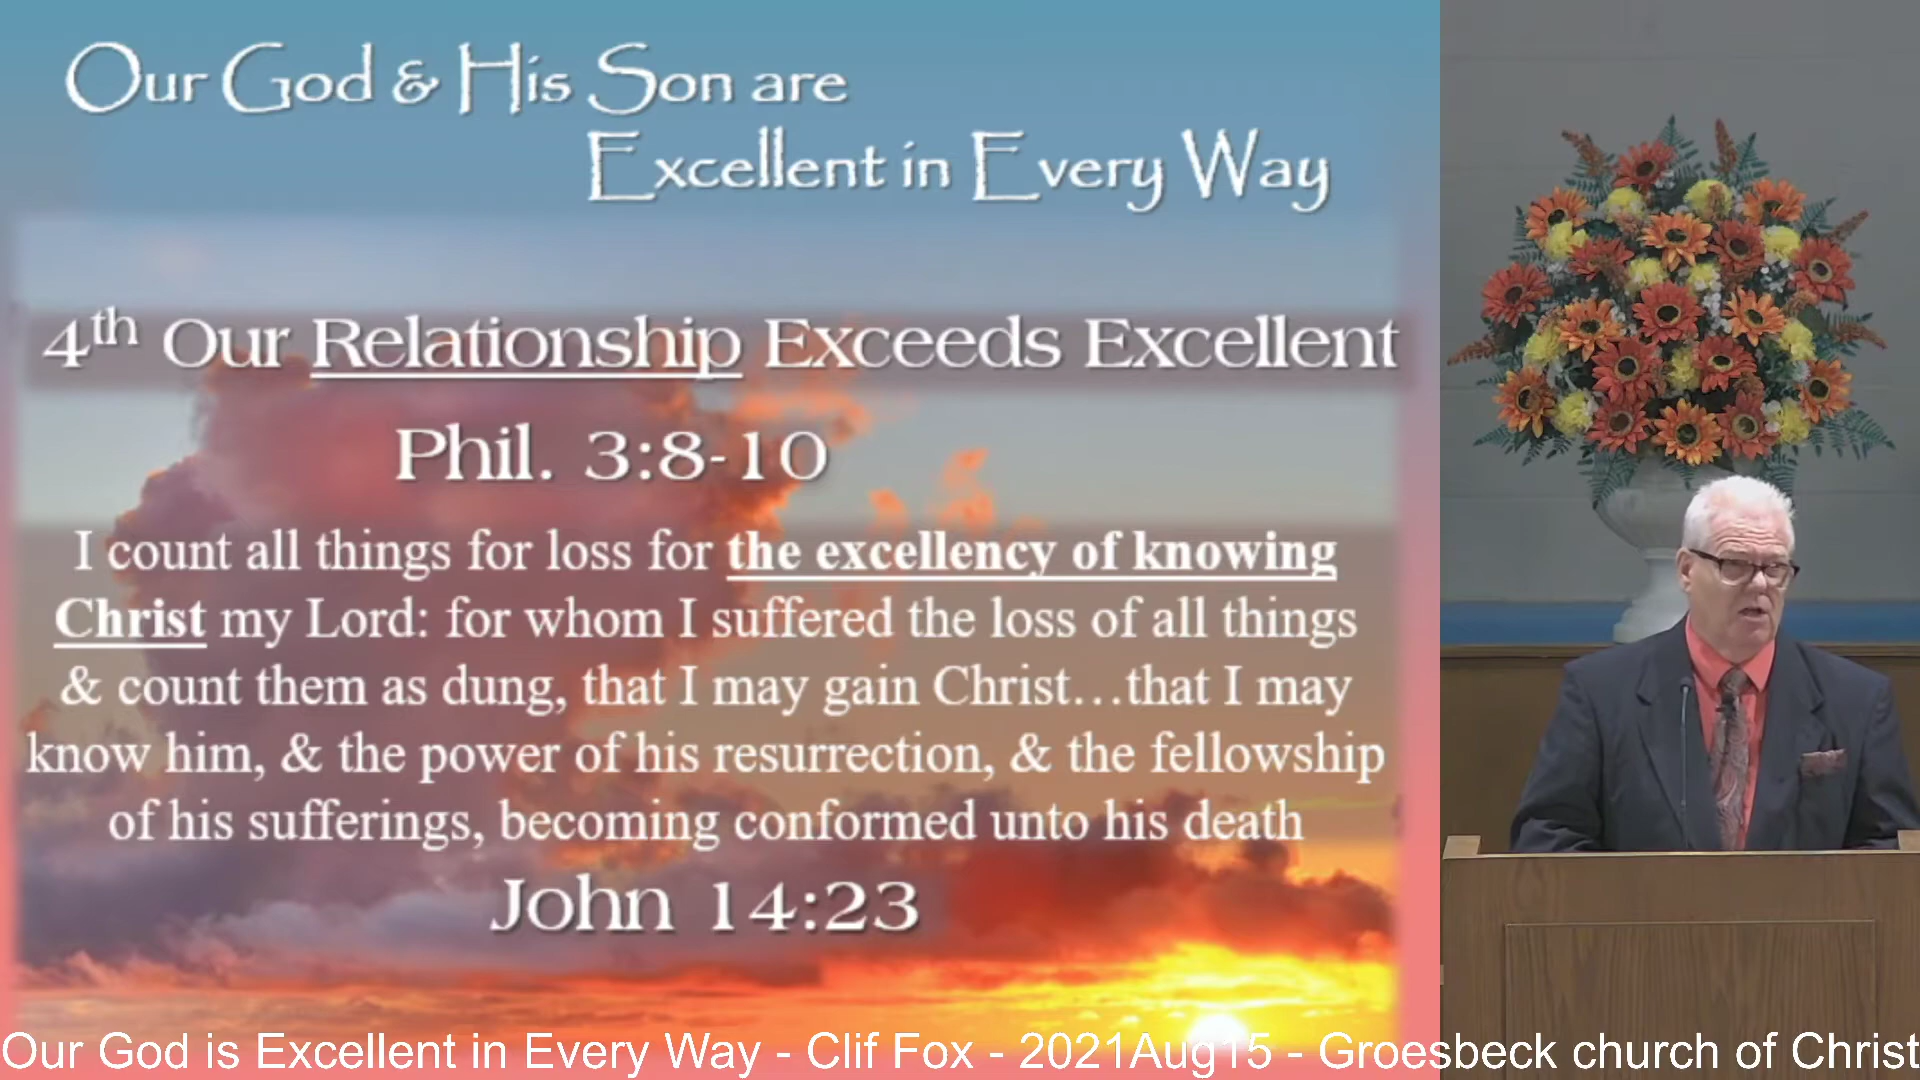 Our God & His Son are
Excellent in Every Way
4th Our Relationship Exceeds Excellent
Phil. 3:8-10
I count all things for loss for the excellency of knowing
Christ my Lord: for whom I suffered the loss of all things
& count them as dung, that I may gain Christ…that I may
know him, & the power of his resurrection, & the fellowship
of his sufferings, becoming conformed unto his death
John 14:23
Our God is Excellent in Every Way - Clif Fox - 2021Aug15 - Groesbeck church of Christ